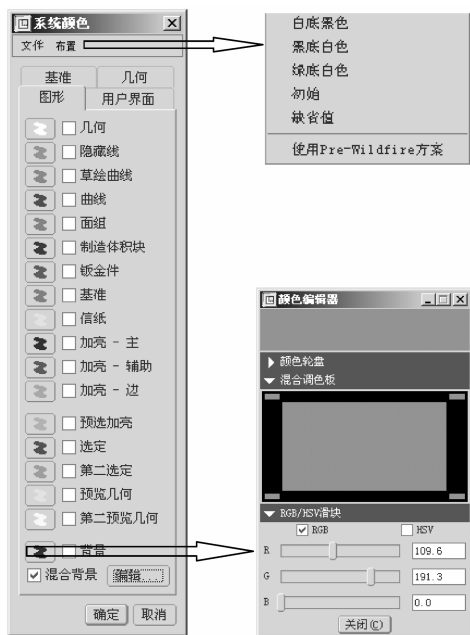 系统颜色
文件 布置
基准 几何
图形 用户界面
几何
隐藏线
草绘曲线
曲线
面组
制造体积块
钣金件
基准
信纸
加亮 - 主
加亮 - 辅助
加亮 - 边
预选加亮
选定
第二选定
预览几何
第二预览几何
背景
混合背景 编辑...
确定 取消
白底黑色
黑底白色
绿底白色
初始
缺省值
使用Pre-Wildfire方案
颜色编辑器
颜色轮盘
混合调色板
RGB/HSV滑块
RGB HSV
R 109.6
G 191.3
B 0.0
关闭(C)